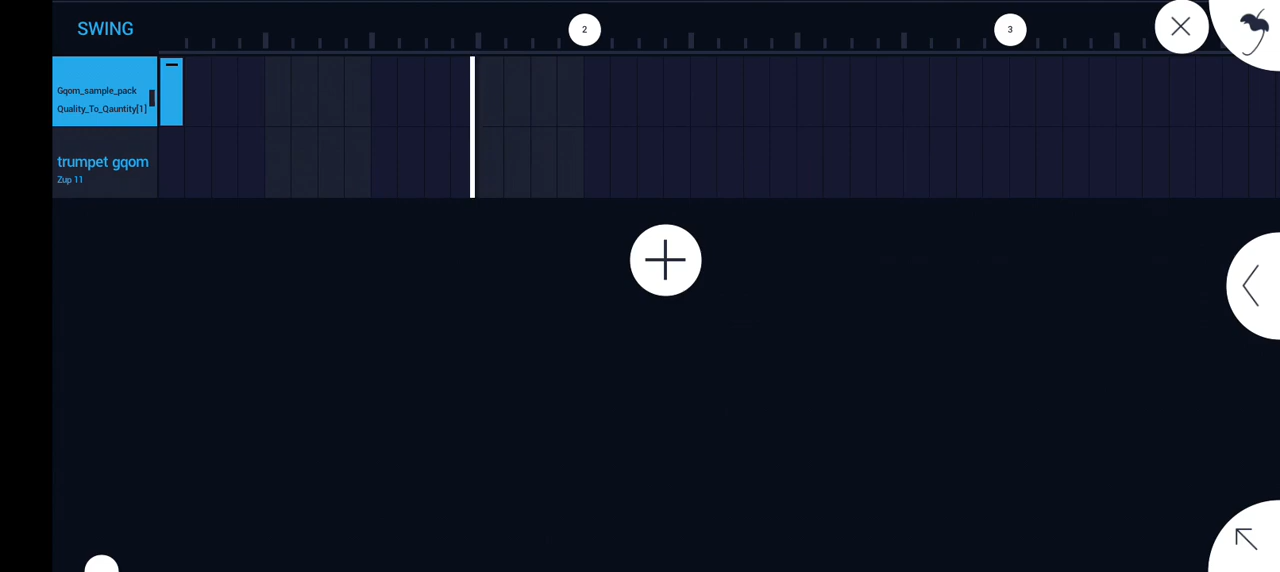 SWING
2
3
Gqom_sample_pack
Quality_To_Qauntity[1]
trumpet gqom
Zup 11